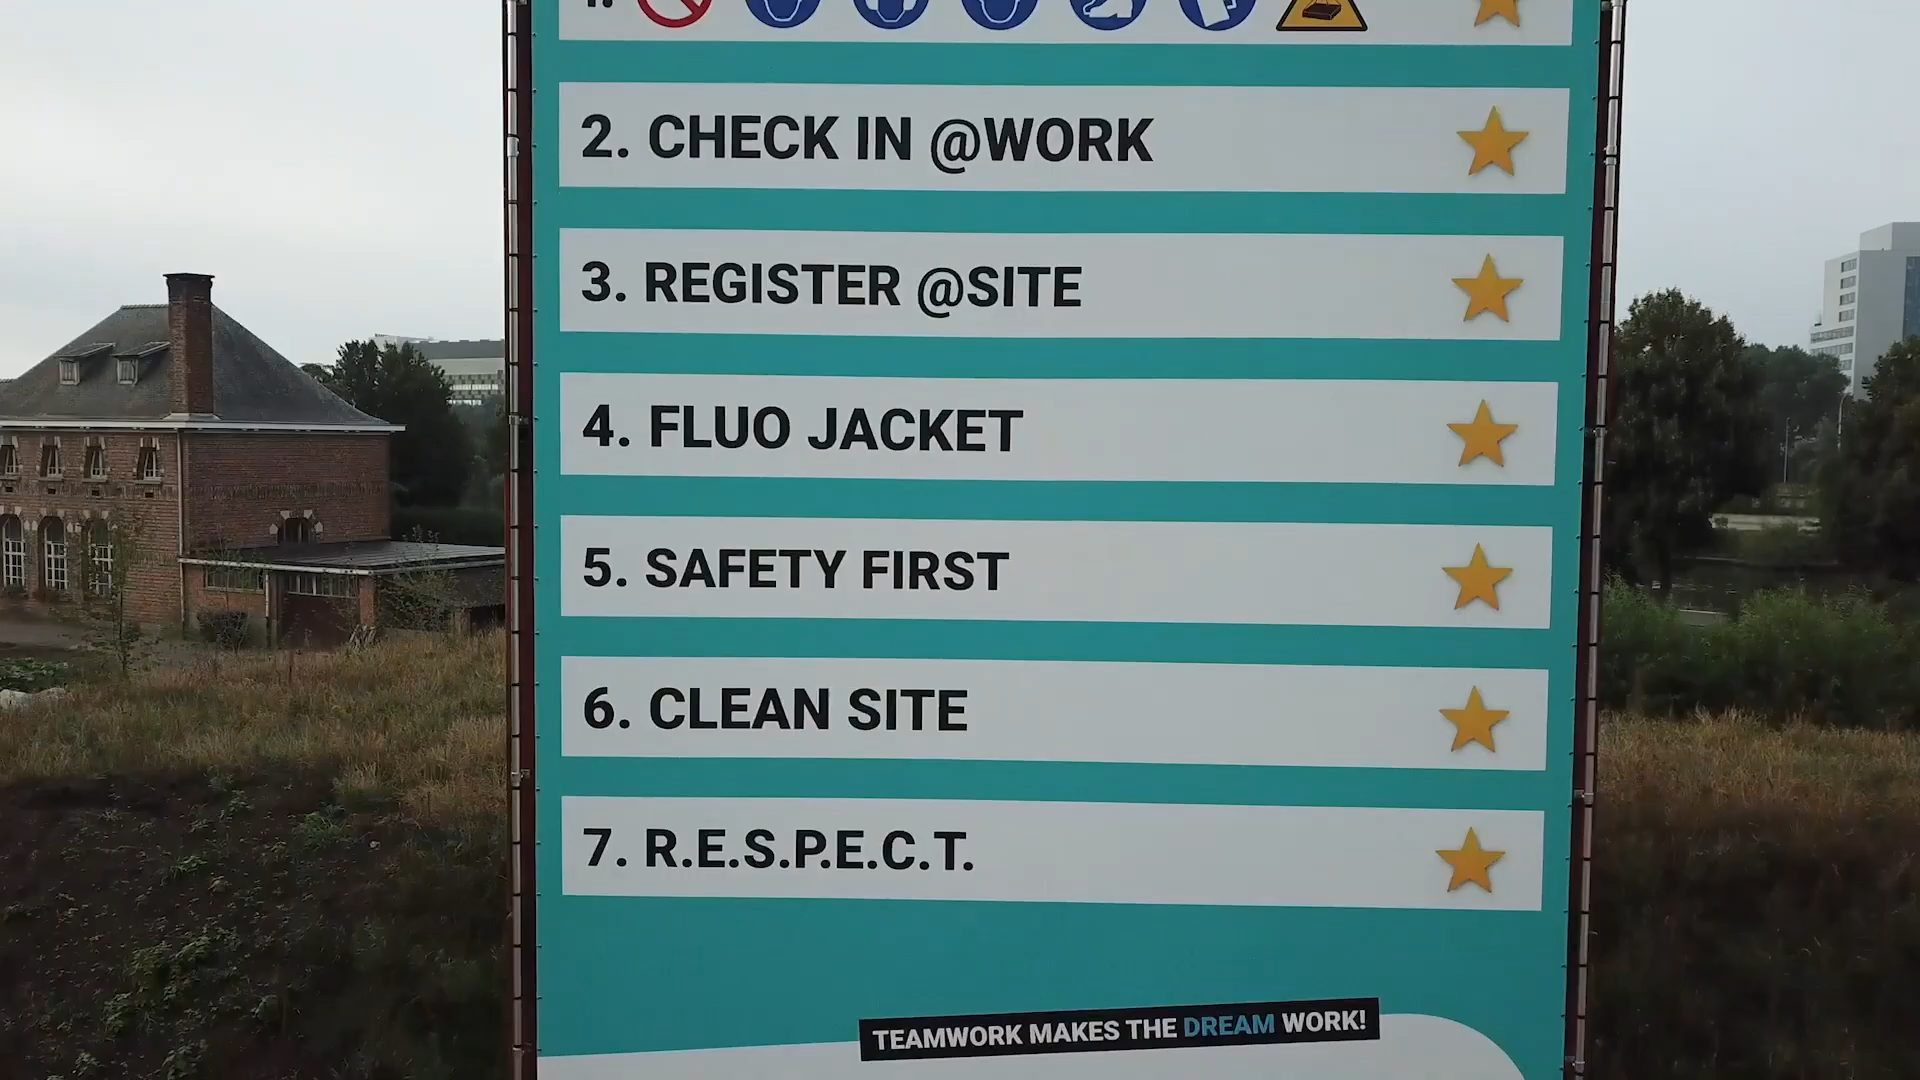 1.
2. CHECK IN @WORK
3. REGISTER @SITE
4. FLUO JACKET
5. SAFETY FIRST
6. CLEAN SITE
7. R.E.S.P.E.C.T.
TEAMWORK MAKES THE DREAM WORK!